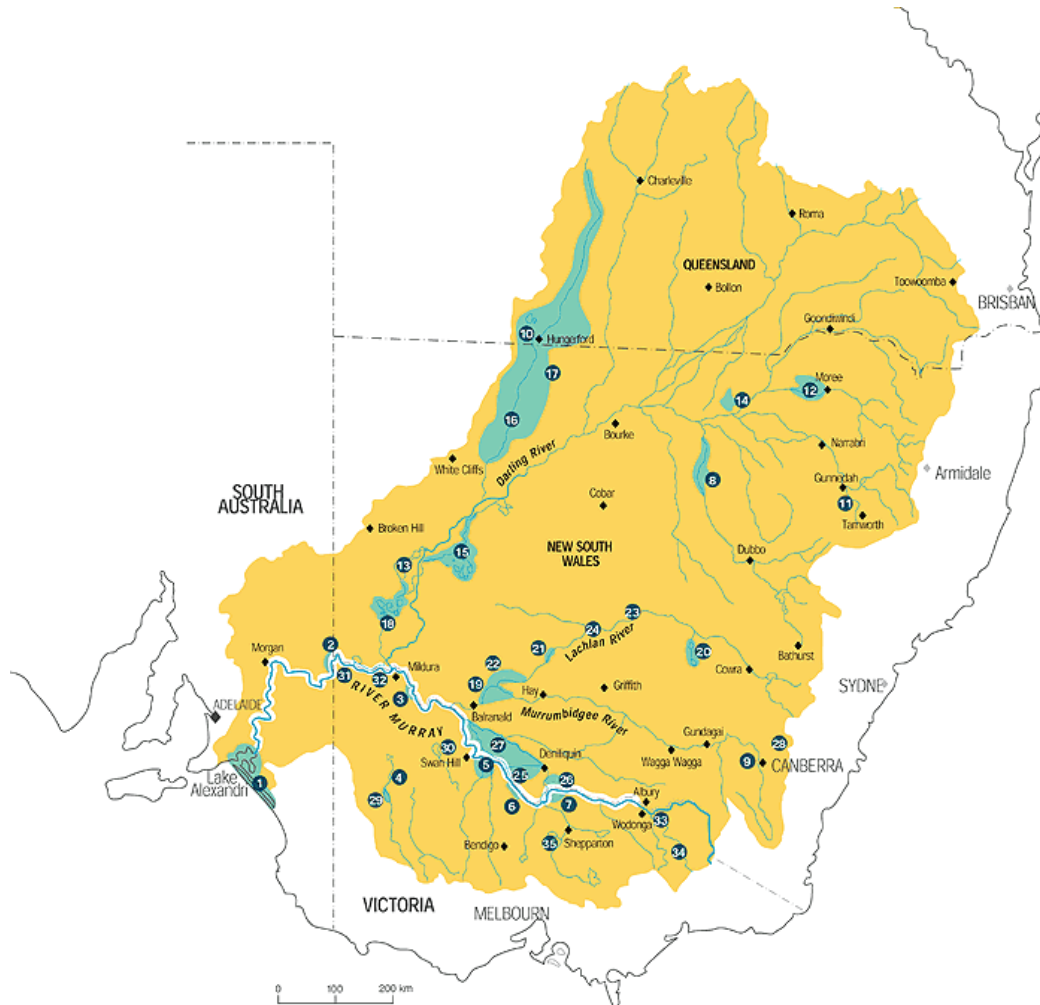 Charleville
Roma
QUEENSLAND
Bollon
Toowoomba
BRISBAN
Goondiwindi
10
Hungerford
17
Moree
12
14
16
Bourke
Narrabri
White Cliffs
Darling River
Armidale
8
Gunnedah
11
Tamworth
SOUTH
AUSTRALIA
Cobar
Broken Hill
NEW SOUTH
WALES
15
13
Dubbo
18
23
24
Lachlan River
2
21
20
Bathurst
Morgan
22
Cowra
31
32
Mildura
19
Hay
Griffith
SYDNE
3
ADELAIDE
RIVER MURRAY
Balranald
Murrumbidgee River
Gundagai
28
30
27
Deniliquin
Wagga Wagga
9
CANBERRA
Swan Hill
5
25
26
Lake
Alexandri
1
4
29
6
7
Albury
Wodonga
33
35
Shepparton
34
Bendigo
VICTORIA
MELBOURN
0 100 200 km